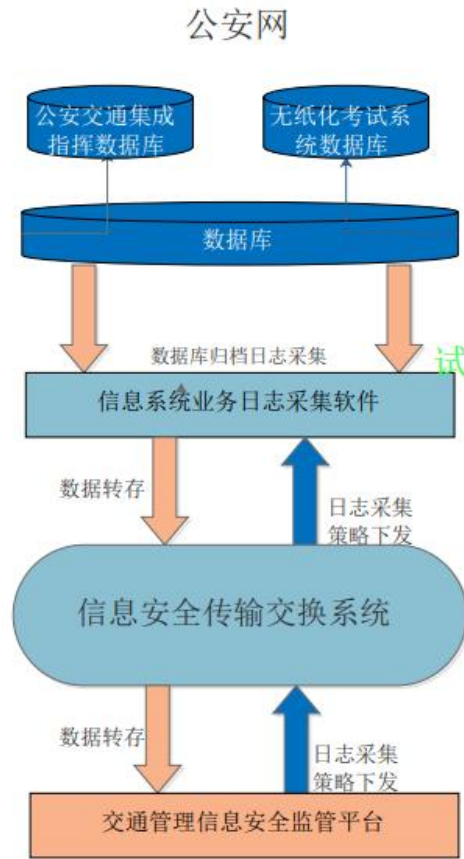 公安网
公安交通集成
指挥数据库
无纸化考试系
统数据库
数据库
数据库归档日志采集
试
信息系统业务日志采集软件
数据转存
日志采集
策略下发
信息安全传输交换系统
数据转存
日志采集
策略下发
交通管理信息安全监管平台